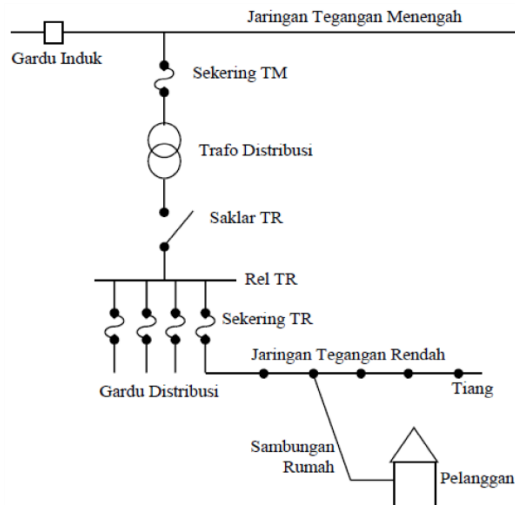 Jaringan Tegangan Menengah
Gardu Induk
Sekering TM
Trafo Distribusi
Saklar TR
Rel TR
Sekering TR
Jaringan Tegangan Rendah
Gardu Distribusi
Tiang
Sambungan
Rumah
Pelanggan